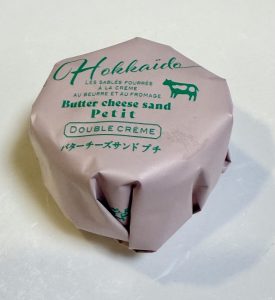 Hokkaido
LES SABLÉS FOURRÉS
À LA CRÈME
AU BEURRE ET AU FROMAGE
Butter cheese sand
Petit
DOUBLE CRÈME
バターチーズサンド プチ